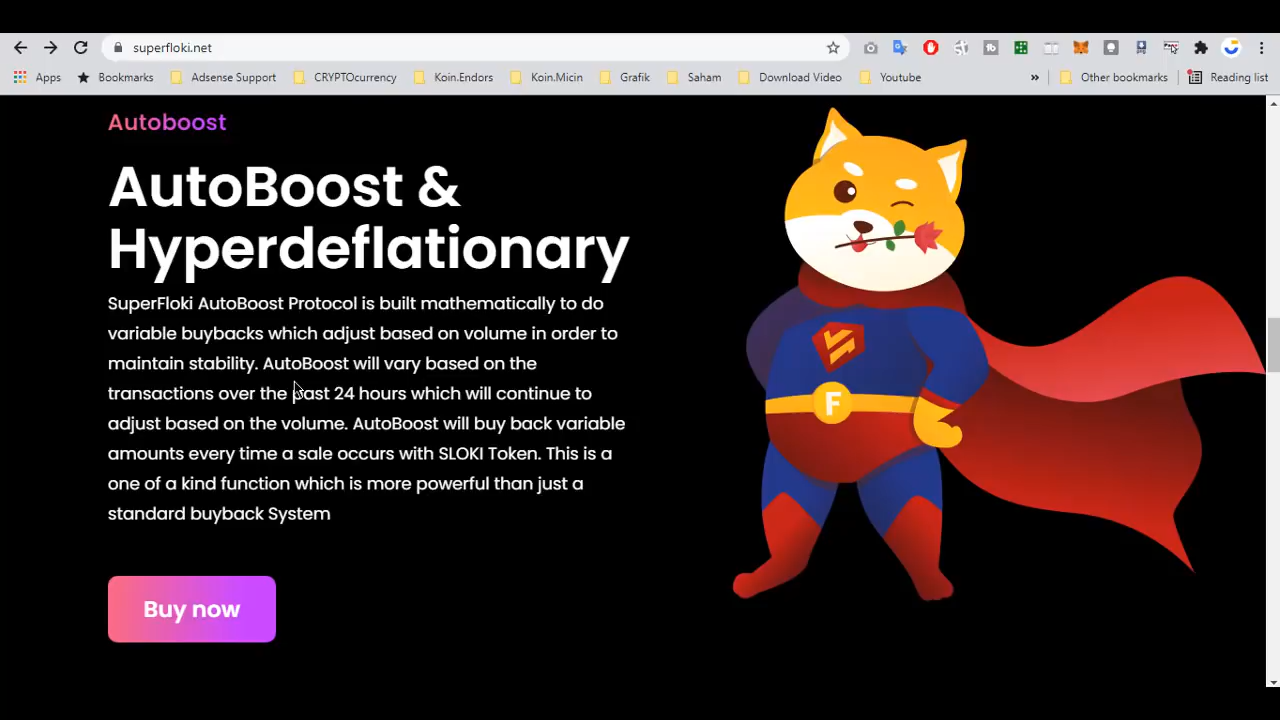 superfloki.net
Apps Bookmarks Adsense Support CRYPTOcurrency Koin.Endors Koin.Micin Grafik Saham Download Video Youtube » Other bookmarks Reading list
Autoboost
AutoBoost &
Hyperdeflationary
SuperFloki AutoBoost Protocol is built mathematically to do
variable buybacks which adjust based on volume in order to
maintain stability. AutoBoost will vary based on the
transactions over the past 24 hours which will continue to
adjust based on the volume. AutoBoost will buy back variable
amounts every time a sale occurs with SLOKI Token. This is a
one of a kind function which is more powerful than just a
standard buyback System
F
Buy now